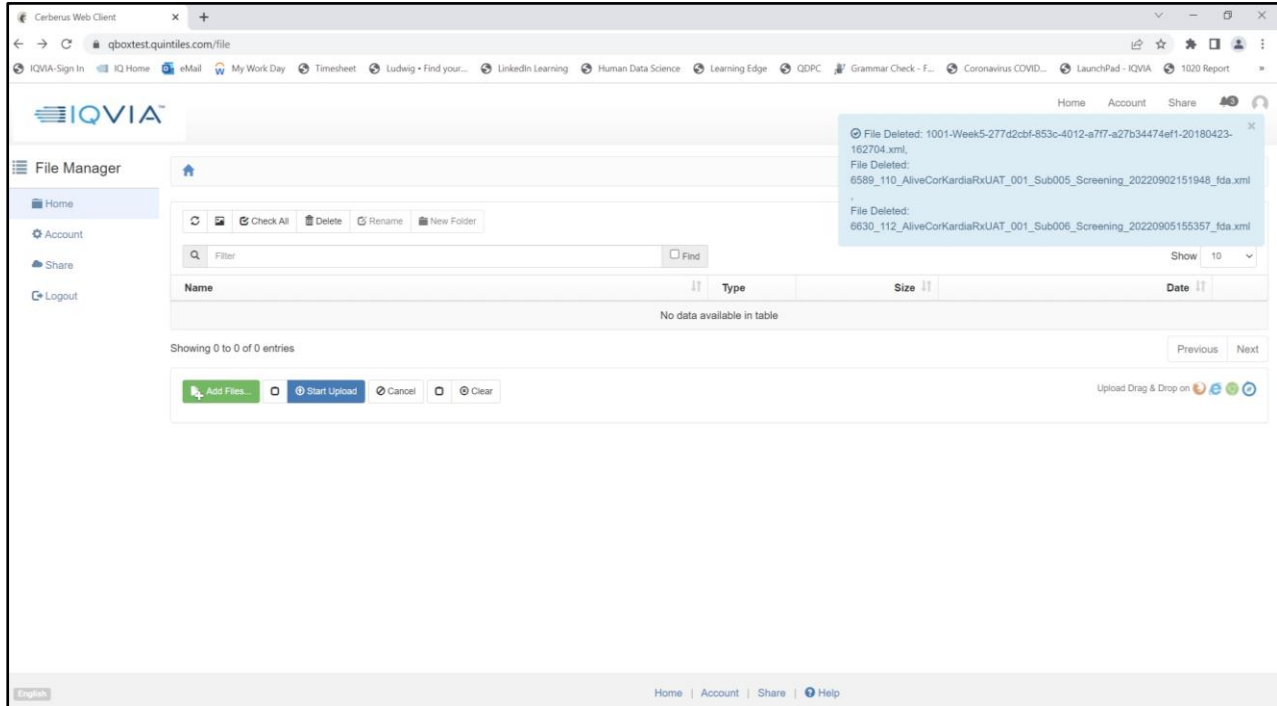 Cerberus Web Client
qboxtest.quintiles.com/file
IQVIA-Sign In IQ Home eMail My Work Day Timesheet Ludwig • Find your... LinkedIn Learning Human Data Science Learning Edge QDPC Grammar Check - F... Coronavirus COVID... LaunchPad - IQVIA 1020 Report »
IQVIA™
Home Account Share 3
File Deleted: 1001-Week5-277d2cbf-853c-4012-a7f7-a27b34474ef1-20180423-
162704.xml,
File Deleted:
6589_110_AliveCorKardiaRxUAT_001_Sub005_Screening_20220902151948_fda.xml
,
File Deleted:
6630_112_AliveCorKardiaRxUAT_001_Sub006_Screening_20220905155357_fda.xml
File Manager
Home
Account
Share
Logout
Check All Delete Rename New Folder
Filter Find Show 10
Name Type Size Date
No data available in table
Showing 0 to 0 of 0 entries Previous Next
Add Files... Start Upload Cancel Clear Upload Drag & Drop on
English Home | Account | Share | Help